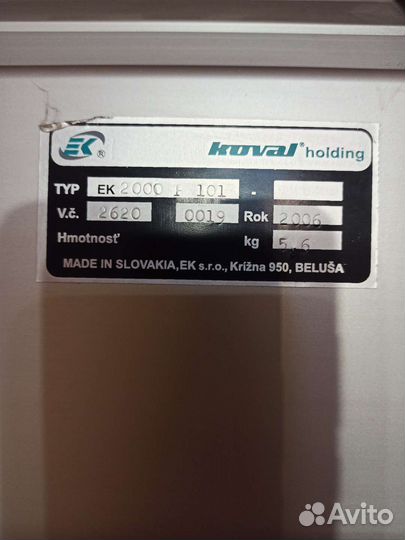 EK ® koval® holding
TYP EK 2000 P 101 -
V.č. 2620 0019 Rok 2006
Hmotnosť kg 5,6
MADE IN SLOVAKIA,EK s.r.o., Krížna 950, BELUŠA
Avito